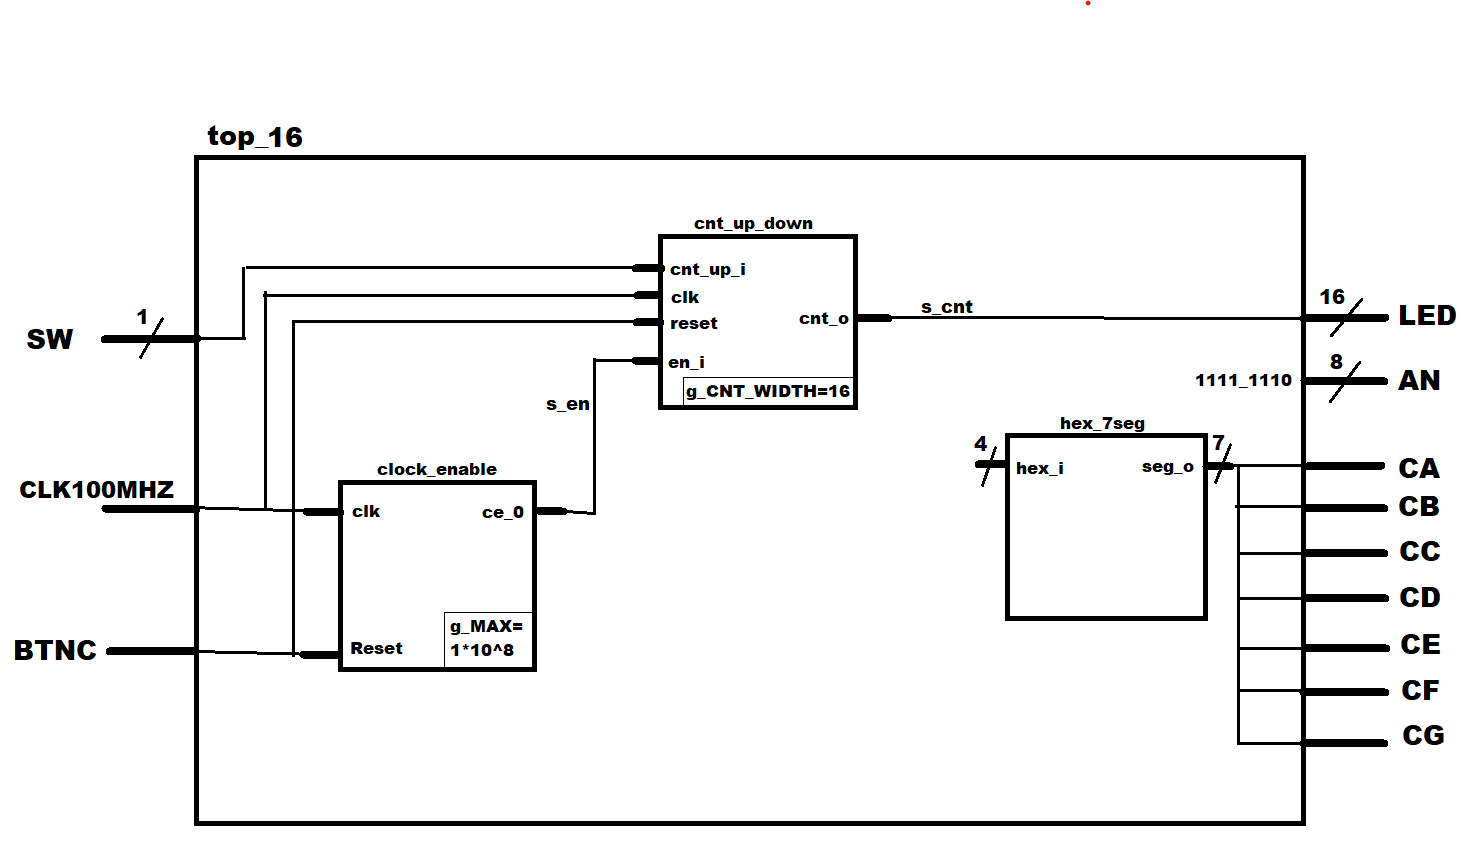 top_16
cnt_up_down
cnt_up_i
clk
reset
cnt_o
en_i
g_CNT_WIDTH=16
s_cnt
16
LED
1
SW
8
1111_1110
AN
s_en
hex_7seg
4
7
hex_i
seg_o
CA
CB
CC
CD
CE
CF
CG
clock_enable
CLK100MHZ
clk
ce_0
g_MAX=
1*10^8
Reset
BTNC